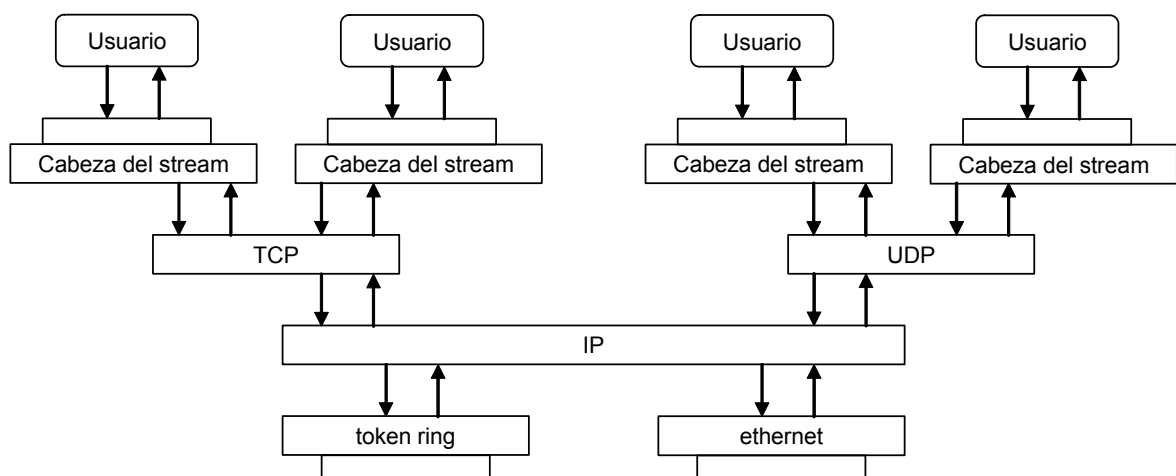 Usuario
Usuario
Usuario
Usuario
Cabeza del stream
Cabeza del stream
Cabeza del stream
Cabeza del stream
TCP
UDP
IP
token ring
ethernet